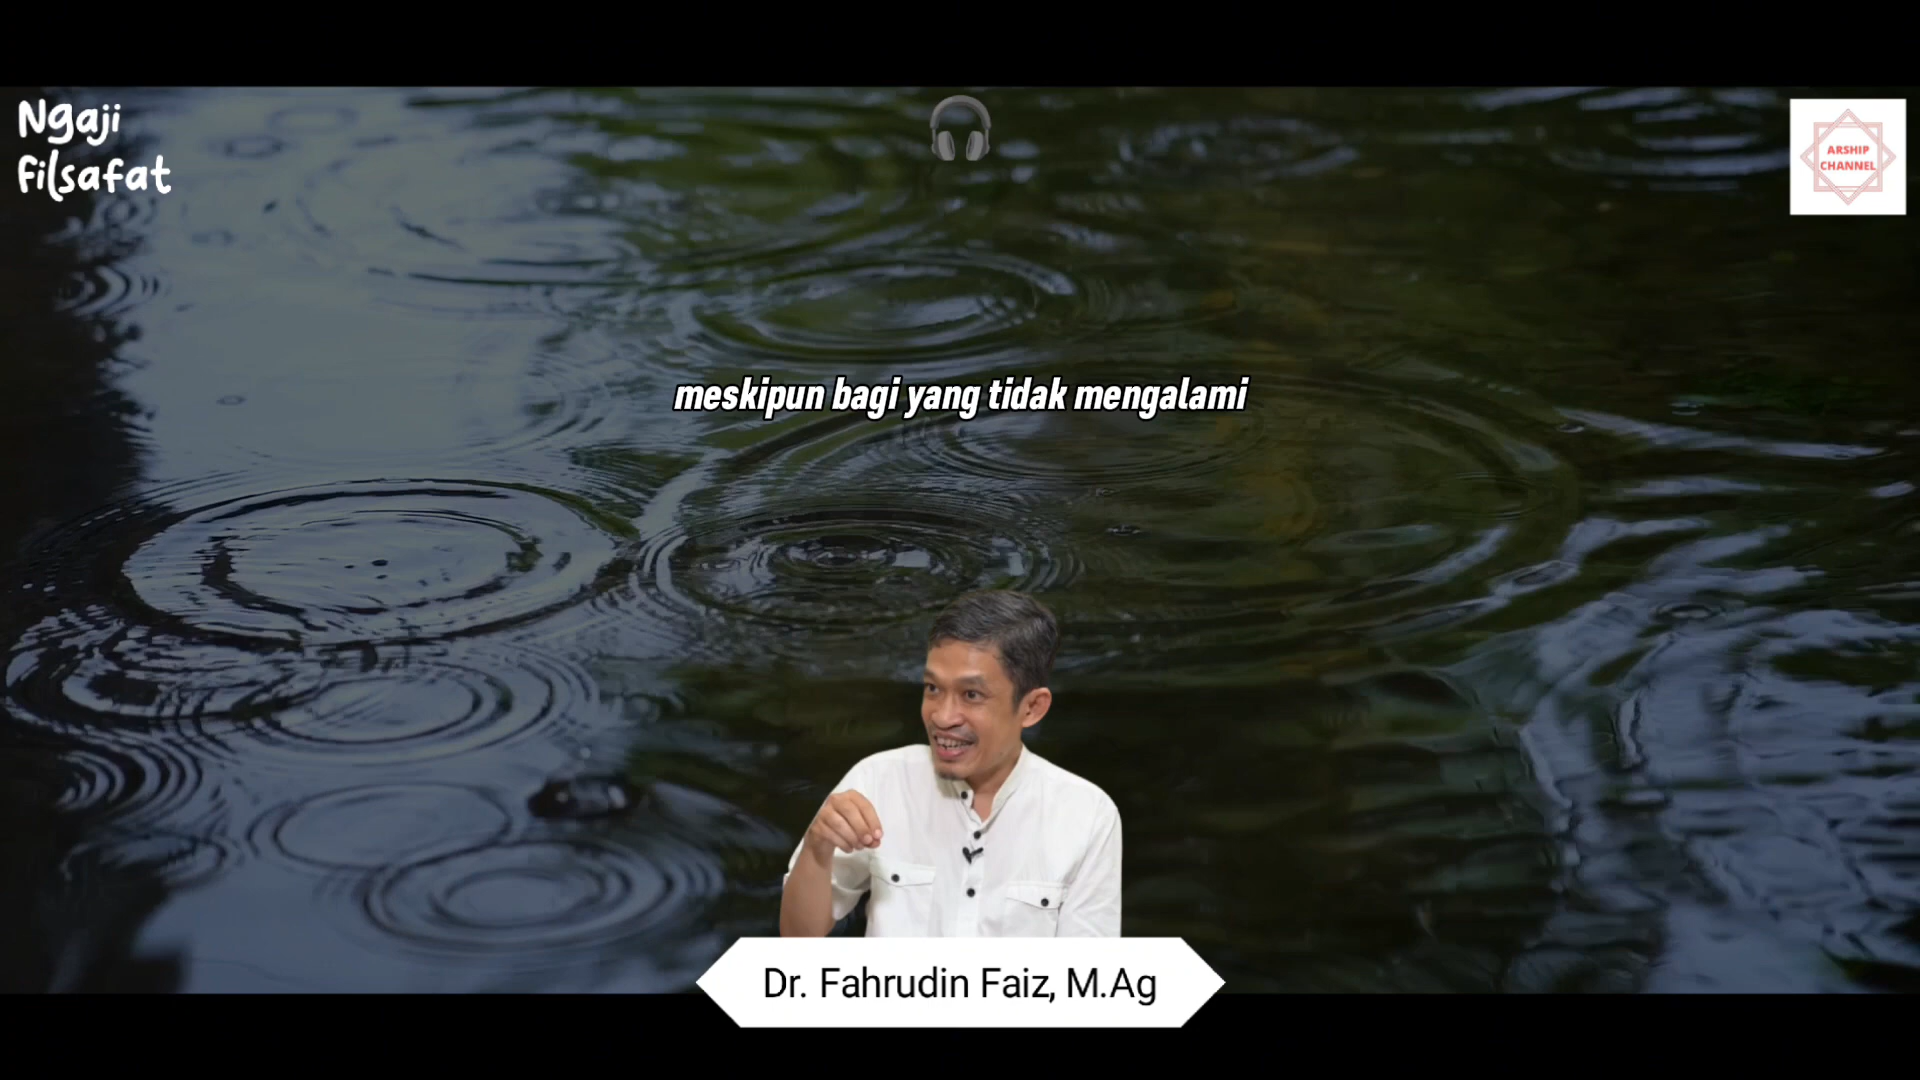 Ngaji
Filsafat
ARSHIP
CHANNEL
meskipun bagi yang tidak mengalami
Dr. Fahrudin Faiz, M.Ag